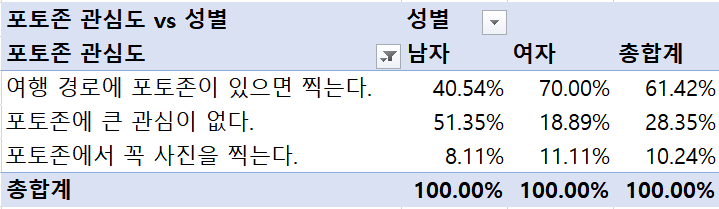 포토존 관심도 vs 성별 성별
포토존 관심도 남자 여자 총합계
여행 경로에 포토존이 있으면 찍는다. 40.54% 70.00% 61.42%
포토존에 큰 관심이 없다. 51.35% 18.89% 28.35%
포토존에서 꼭 사진을 찍는다. 8.11% 11.11% 10.24%
총합계 100.00% 100.00% 100.00%